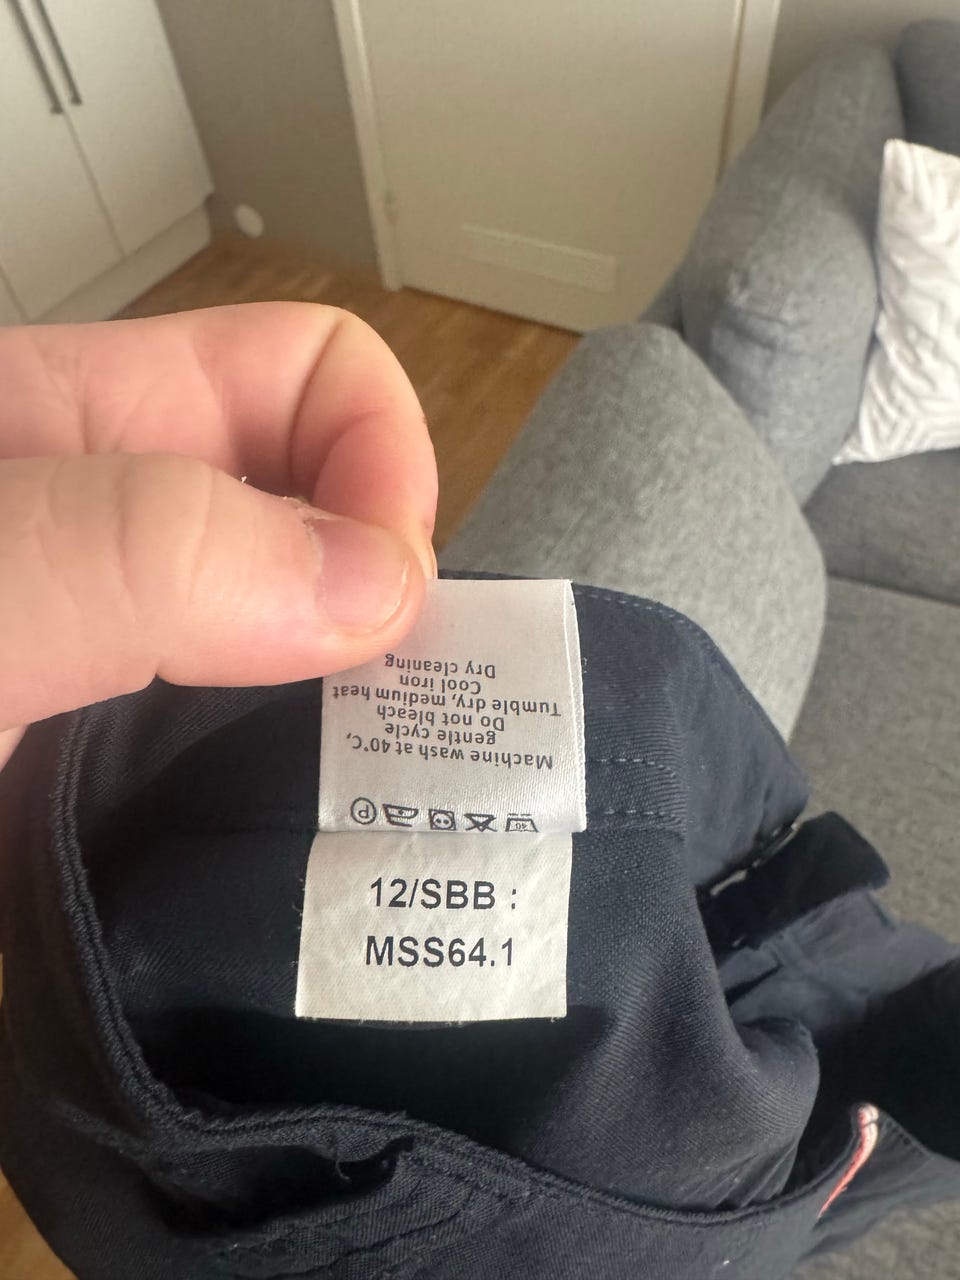 Machine wash at 40°C,
gentle cycle
Do not bleach
Tumble dry, medium heat
Cool iron
Dry cleaning
40
P
12/SBB :
MSS64.1